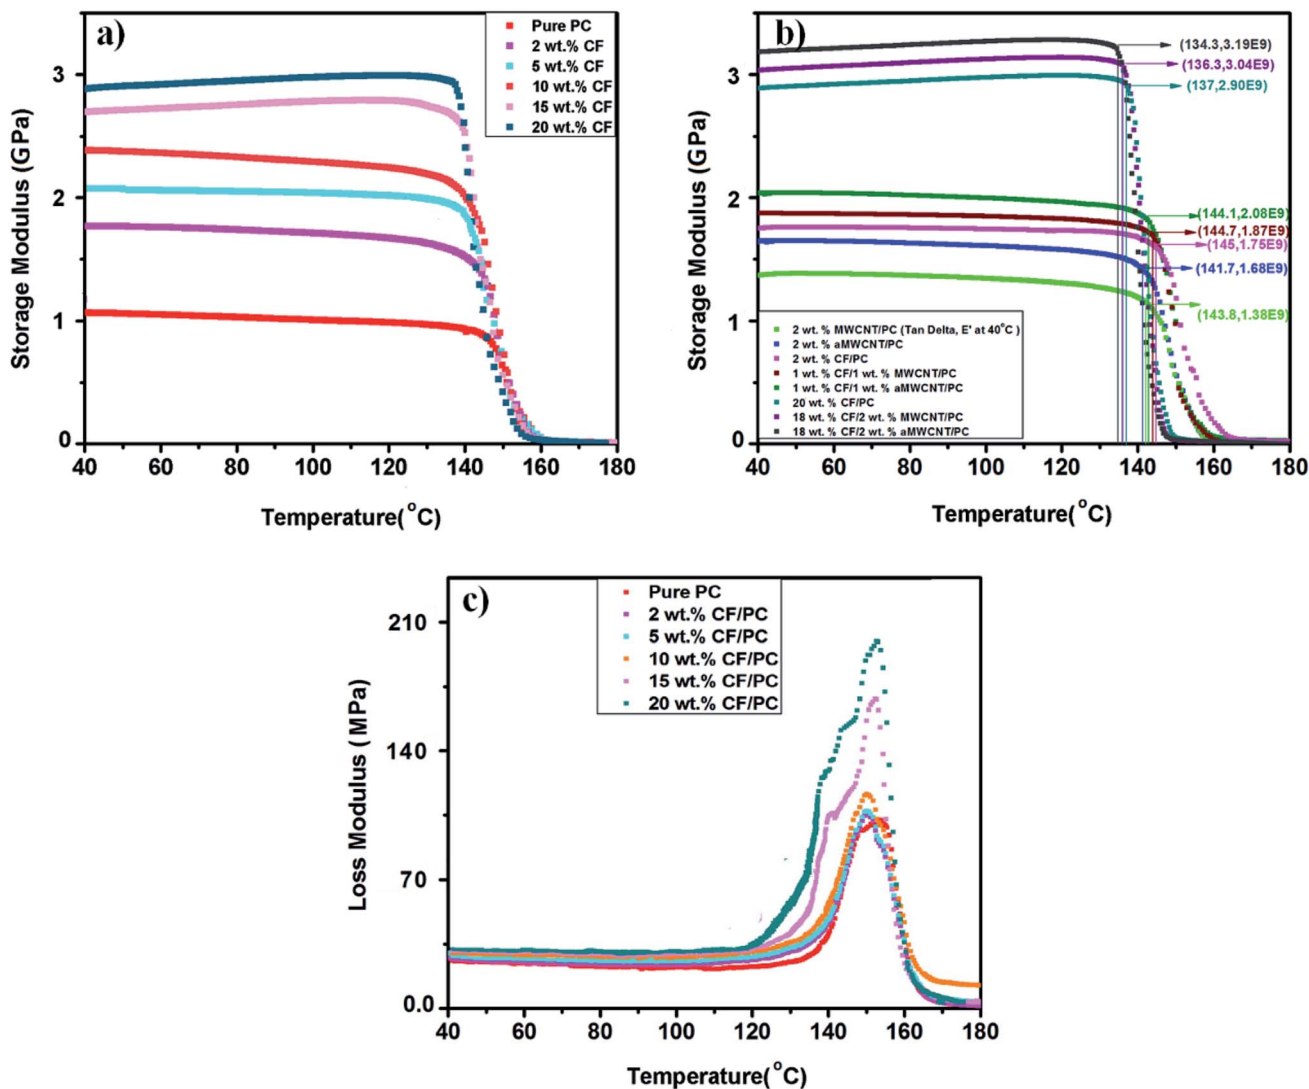 a)
Pure PC
2 wt.% CF
5 wt.% CF
10 wt.% CF
15 wt.% CF
20 wt.% CF
Storage Modulus (GPa)
3
2
1
0
40 60 80 100 120 140 160 180
Temperature(°C)
b)
(134.3,3.19E9)
(136.3,3.04E9)
(137,2.90E9)
(144.1,2.08E9)
(144.7,1.87E9)
(145,1.75E9)
(141.7,1.68E9)
(143.8,1.38E9)
2 wt. % MWCNT/PC (Tan Delta, E' at 40°C )
2 wt. % aMWCNT/PC
2 wt. % CF/PC
1 wt. % CF/1 wt. % MWCNT/PC
1 wt. % CF/1 wt. % aMWCNT/PC
20 wt. % CF/PC
18 wt. % CF/2 wt. % MWCNT/PC
18 wt. % CF/2 wt. % aMWCNT/PC
Storage Modulus (GPa)
3
2
1
0
40 60 80 100 120 140 160 180
Temperature(°C)
c)
Pure PC
2 wt.% CF/PC
5 wt.% CF/PC
10 wt.% CF/PC
15 wt.% CF/PC
20 wt.% CF/PC
Loss Modulus ( MPa)
210
140
70
0.0
40 60 80 100 120 140 160 180
Temperature(°C)